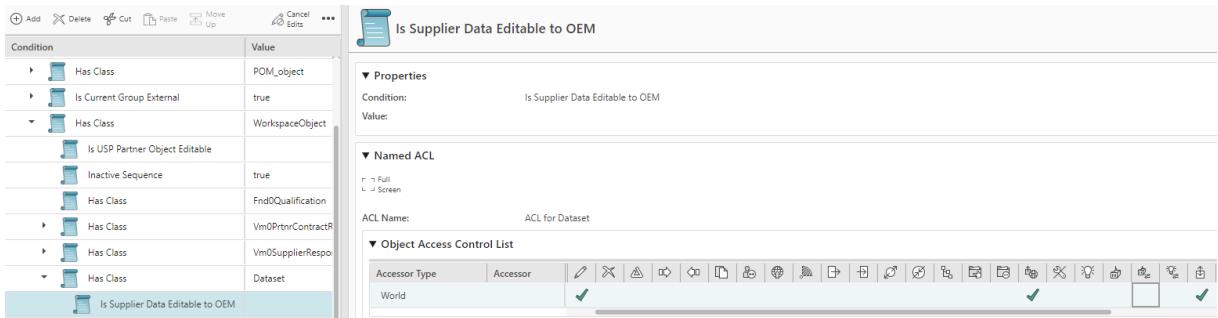 Add Delete Cut Paste Move Up Cancel Edits
Condition Value
Has Class POM_object
Is Current Group External true
Has Class WorkspaceObject
Is USP Partner Object Editable
Inactive Sequence true
Has Class Fnd0Qualification
Has Class Vm0PrtnrContractR
Has Class Vm0SupplierRespo
Has Class Dataset
Is Supplier Data Editable to OEM
Is Supplier Data Editable to OEM
Properties
Condition: Is Supplier Data Editable to OEM
Value:
Named ACL
Full Screen
ACL Name: ACL for Dataset
Object Access Control List
Accessor Type Accessor
World